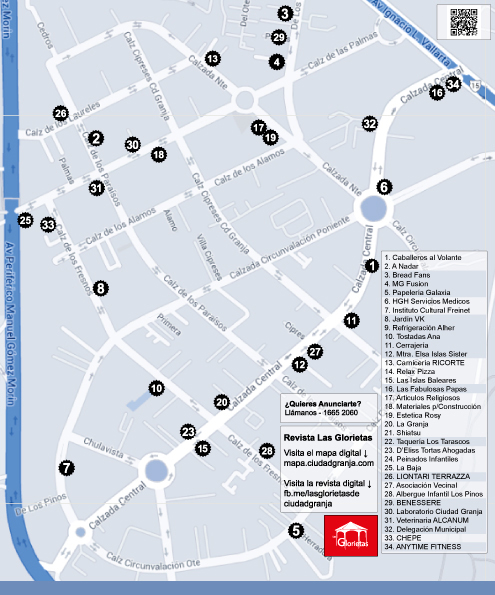 z Morin
Cedros
Del Ote
De Los
Av Ignacio L. Vallarta
Calz Cipreses Cd Granja
Calzada Nte
Calz de las Palmas
Calzada Central
15
Calz de los Laureles
Palmas
de los Paraisos
Calz de los Alamos
Calzada Nte
Calz de los Alamos
Alamo
Villa Cipreses
Calz Cipreses Cd Granja
Calzada Circunvalación Poniente
Calzada Central
Calz Circ
Av Periférico Manuel Gómez Morín
Calz de los Fresnos
Calz de los Paraisos
Primera
Cipres
Calzada Central
Chulavista
Calz de los Fresnos
De Los Pinos
Calzada Central
Calz Circunvalación Ote
Herradura
3
29
4
13
34
16
26
32
2
17
19
30
18
31
6
25
33
1
8
11
27
12
10
20
23
15
28
7
5
1. Caballeros al Volante
2. A Nadar
3. Bread Fans
4. MG Fusion
5. Papeleria Galaxia
6. HGH Servicios Medicos
7. Instituto Cultural Freinet
8. Jardin VK
9. Refrigeración Alher
10. Tostadas Ana
11. Cerrajeria
12. Mtra. Elsa Islas Sister
13. Carniceria RICORTE
14. Relax Pizza
15. Las Islas Baleares
16. Las Fabulosas Papas
17. Articulos Religiosos
18. Materiales p/Construcción
19. Estetica Rosy
20. La Granja
21. Shiatsu
22. Taqueria Los Tarascos
23. D'Eliss Tortas Ahogadas
24. Peinados Infantiles
25. La Baja
26. LIONTARI TERRAZZA
27. Asociación Vecinal
28. Albergue Infantil Los Pinos
29. BENESSERE
30. Laboratorio Ciudad Granja
31. Veterinaria ALCANUM
32. Delegación Municipal
33. CHEPE
34. ANYTIME FITNESS
¿Quieres Anunciarte?
Llámanos - 1665 2060
Revista Las Glorietas
Visita el mapa digital ↓
mapa.ciudadgranja.com
Visita la revista digital ↓
fb.me/lasglorietasde
ciudadgranja
Glorietas